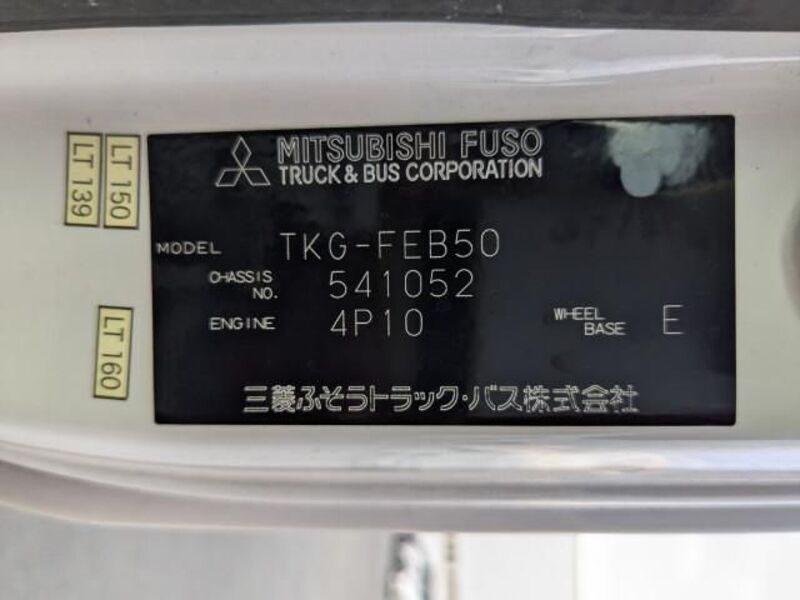 MITSUBISHI FUSO
TRUCK & BUS CORPORATION
LT 139
LT 150
MODEL TKG-FEB50
CHASSIS NO. 541052
ENGINE 4P10 WHEEL BASE E
LT 160
三菱ふそうトラック・バス株式会社